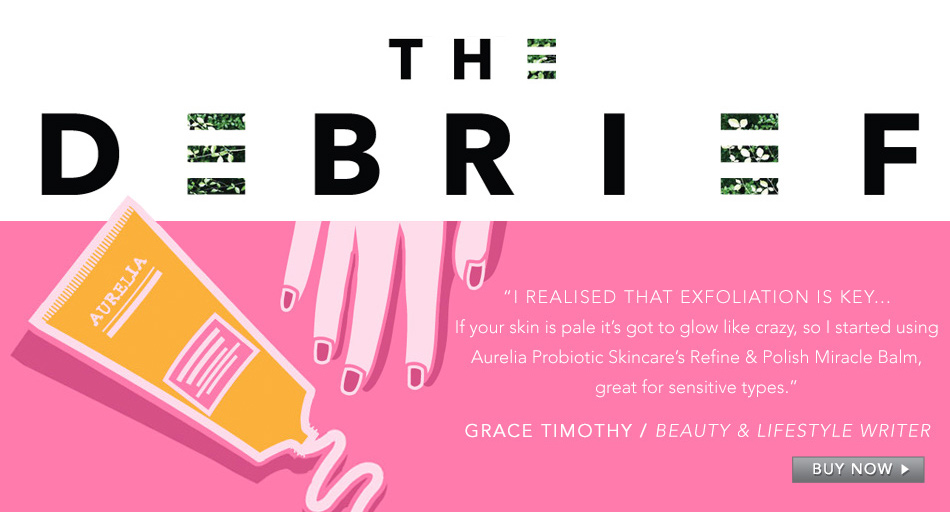 THE
DEBRIEF
AURELIA
“I REALISED THAT EXFOLIATION IS KEY...
If your skin is pale it’s got to glow like crazy, so I started using
Aurelia Probiotic Skincare’s Refine & Polish Miracle Balm,
great for sensitive types.”
GRACE TIMOTHY / BEAUTY & LIFESTYLE WRITER
BUY NOW